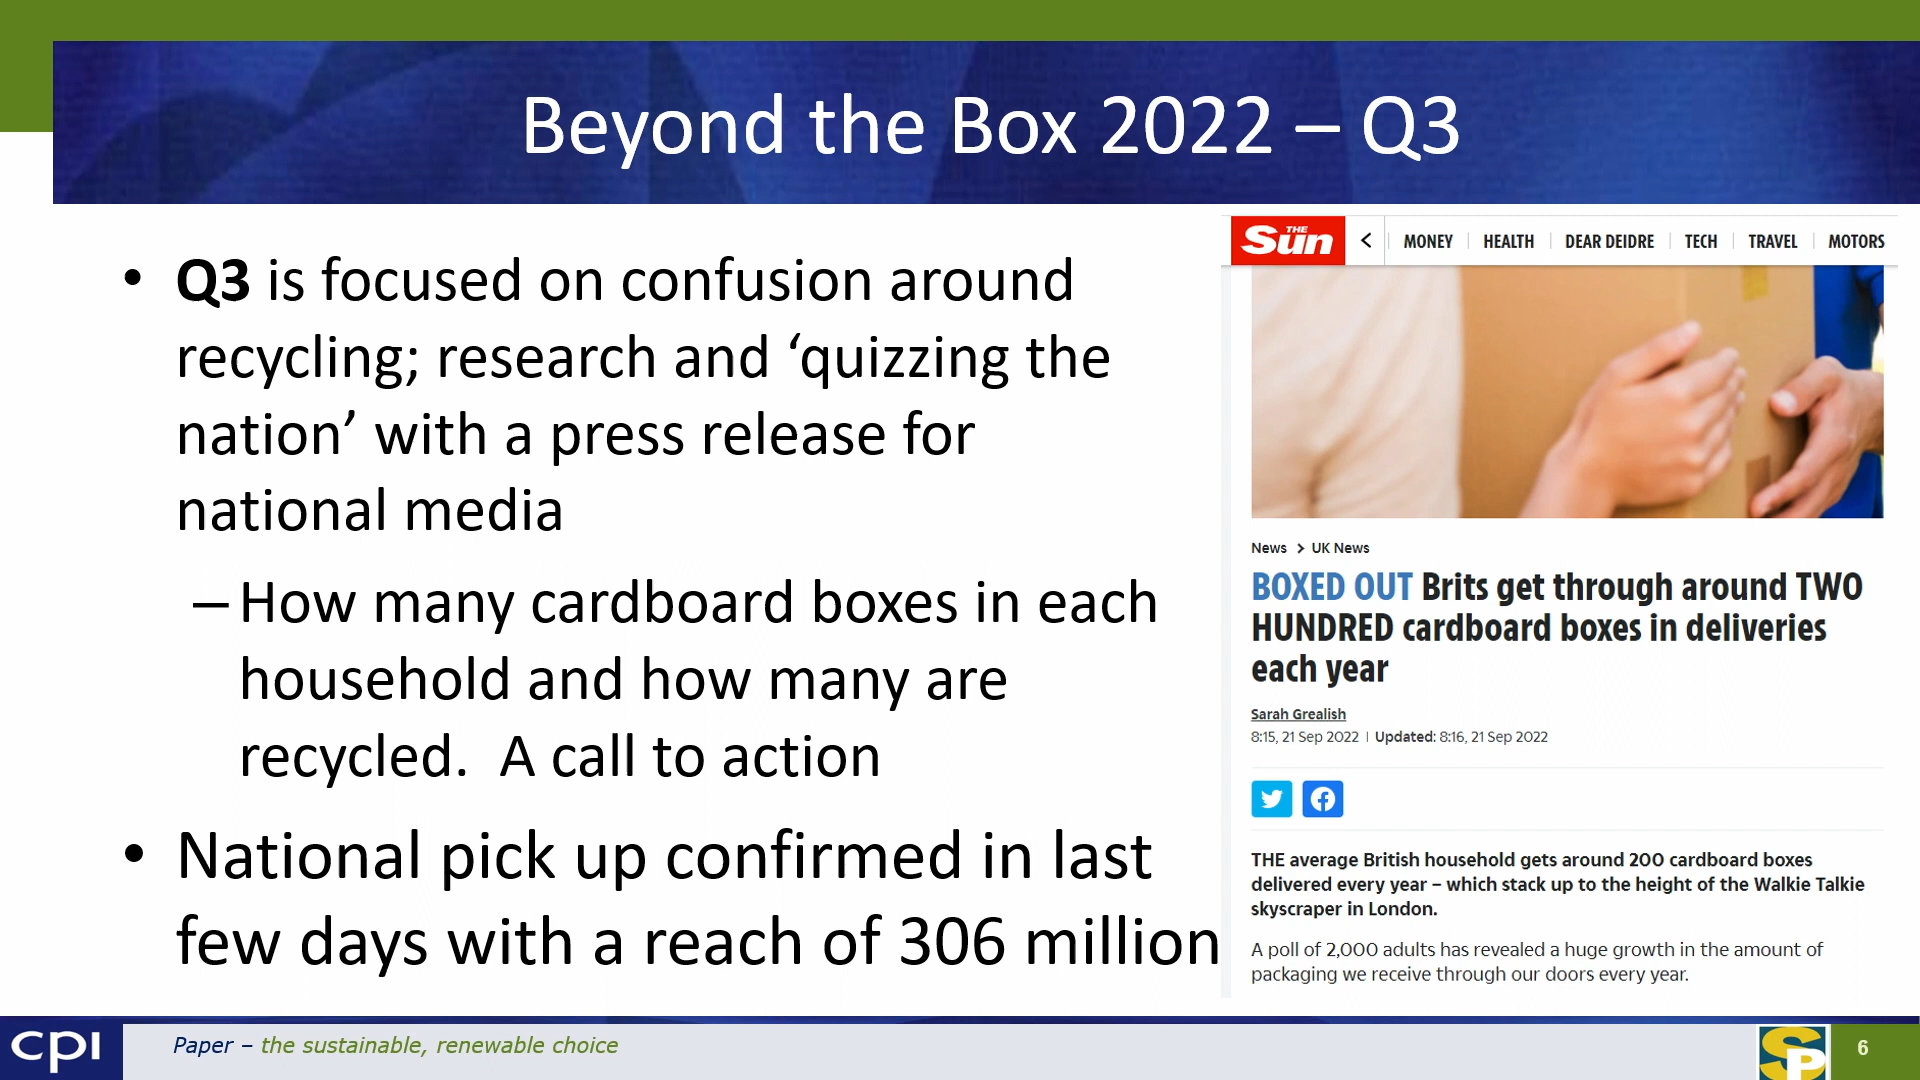 Beyond the Box 2022 – Q3
• Q3 is focused on confusion around
recycling; research and ‘quizzing the
nation’ with a press release for
national media
– How many cardboard boxes in each
household and how many are
recycled.  A call to action
• National pick up confirmed in last
few days with a reach of 306 million
THE Sun < MONEY HEALTH DEAR DEIDRE TECH TRAVEL MOTORS
News > UK News
BOXED OUT Brits get through around TWO
HUNDRED cardboard boxes in deliveries
each year
Sarah Grealish
8:15, 21 Sep 2022 | Updated: 8:16, 21 Sep 2022
THE average British household gets around 200 cardboard boxes
delivered every year – which stack up to the height of the Walkie Talkie
skyscraper in London.
A poll of 2,000 adults has revealed a huge growth in the amount of
packaging we receive through our doors every year.
cpi
Paper – the sustainable, renewable choice
SP
6